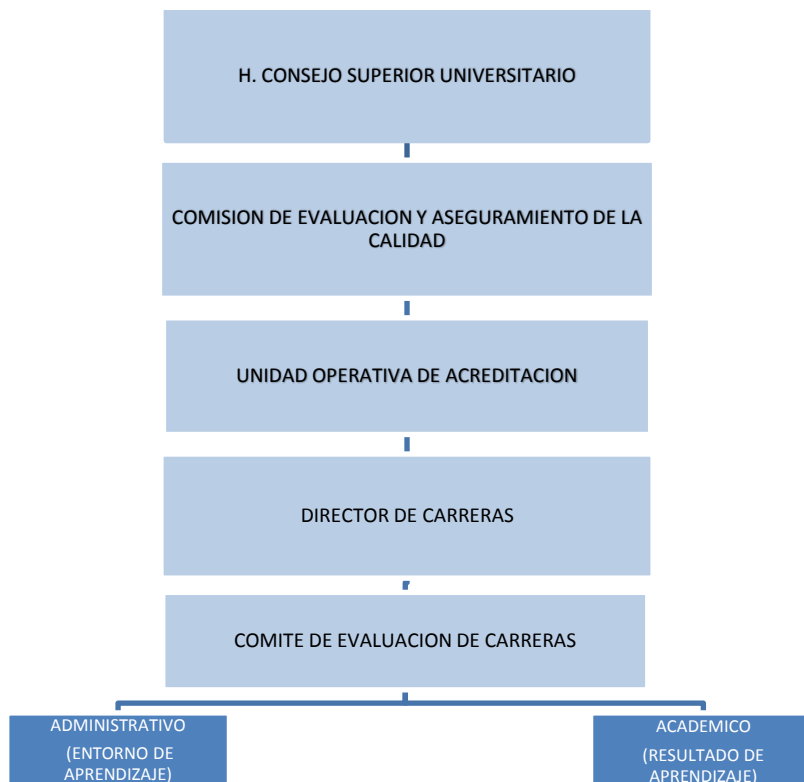 H. CONSEJO SUPERIOR UNIVERSITARIO
COMISION DE EVALUACION Y ASEGURAMIENTO DE LA
CALIDAD
UNIDAD OPERATIVA DE ACREDITACION
DIRECTOR DE CARRERAS
COMITE DE EVALUACION DE CARRERAS
ADMINISTRATIVO
(ENTORNO DE
APRENDIZAJE)
ACADEMICO
(RESULTADO DE
APRENDIZAJE)